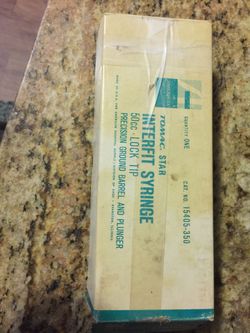 QUANTITY ONE
CAT. NO. 15405-350
TOMAC STAR
INTERFIT SYRINGE
50cc - LOCK TIP
PRECISION GROUND BARREL AND PLUNGER